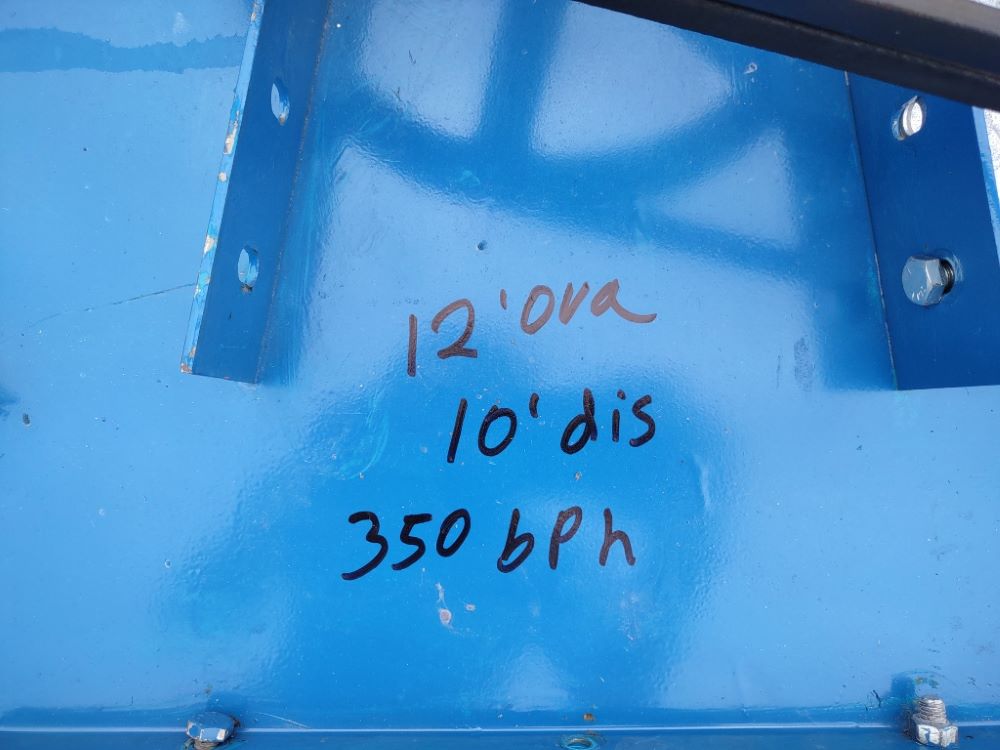 12' Ova
10' dis
350 bPh